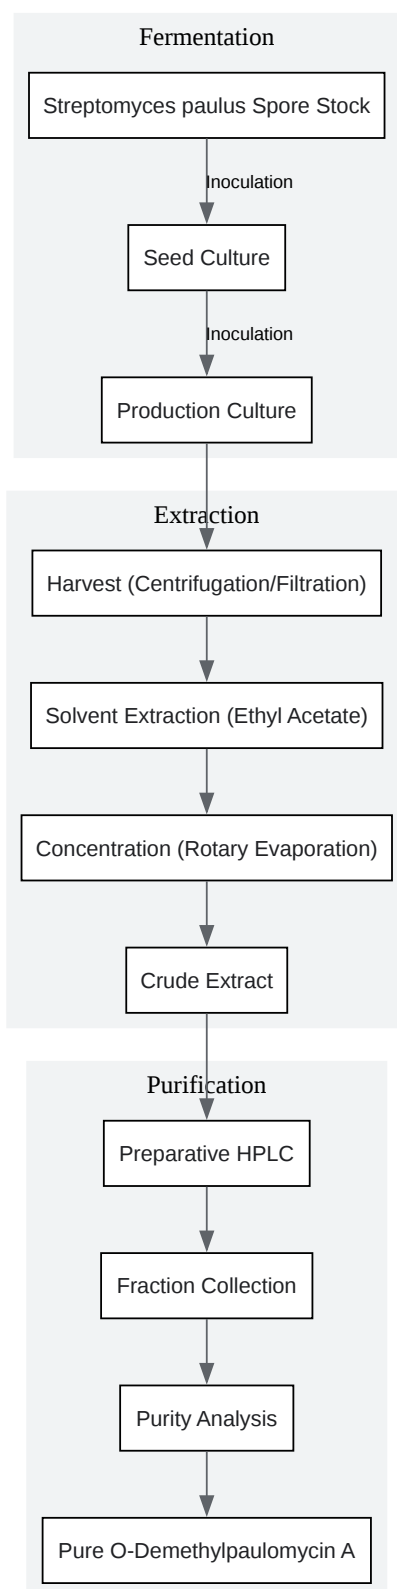 Fermentation
Streptomyces paulus Spore Stock
Inoculation
Seed Culture
Inoculation
Production Culture
Extraction
Harvest (Centrifugation/Filtration)
Solvent Extraction (Ethyl Acetate)
Concentration (Rotary Evaporation)
Crude Extract
Purification
Preparative HPLC
Fraction Collection
Purity Analysis
Pure O-Demethylpaulomycin A